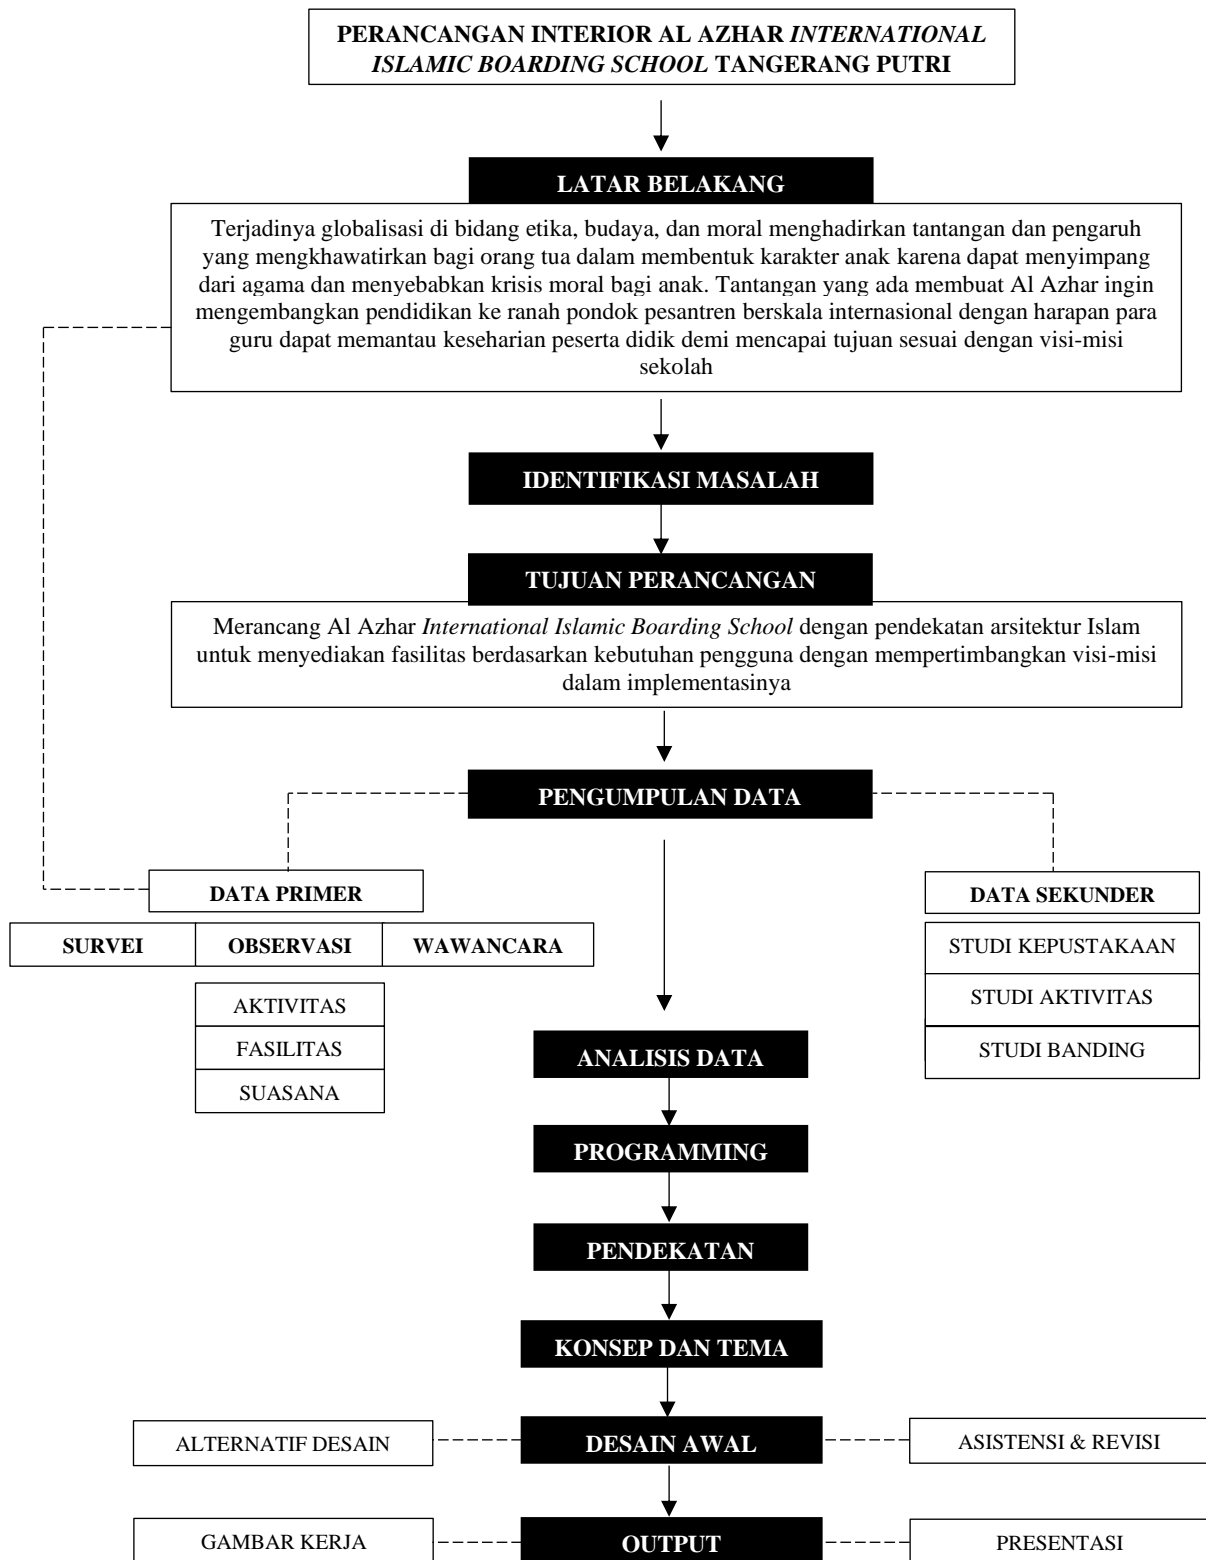 PERANCANGAN INTERIOR AL AZHAR INTERNATIONAL
ISLAMIC BOARDING SCHOOL TANGERANG PUTRI
LATAR BELAKANG
Terjadinya globalisasi di bidang etika, budaya, dan moral menghadirkan tantangan dan pengaruh
yang mengkhawatirkan bagi orang tua dalam membentuk karakter anak karena dapat menyimpang
dari agama dan menyebabkan krisis moral bagi anak. Tantangan yang ada membuat Al Azhar ingin
mengembangkan pendidikan ke ranah pondok pesantren berskala internasional dengan harapan para
guru dapat memantau keseharian peserta didik demi mencapai tujuan sesuai dengan visi-misi
sekolah
IDENTIFIKASI MASALAH
TUJUAN PERANCANGAN
Merancang Al Azhar International Islamic Boarding School dengan pendekatan arsitektur Islam
untuk menyediakan fasilitas berdasarkan kebutuhan pengguna dengan mempertimbangkan visi-misi
dalam implementasinya
PENGUMPULAN DATA
DATA PRIMER
SURVEI
OBSERVASI
WAWANCARA
AKTIVITAS
FASILITAS
SUASANA
DATA SEKUNDER
STUDI KEPUSTAKAAN
STUDI AKTIVITAS
STUDI BANDING
ANALISIS DATA
PROGRAMMING
PENDEKATAN
KONSEP DAN TEMA
ALTERNATIF DESAIN
DESAIN AWAL
ASISTENSI & REVISI
GAMBAR KERJA
OUTPUT
PRESENTASI